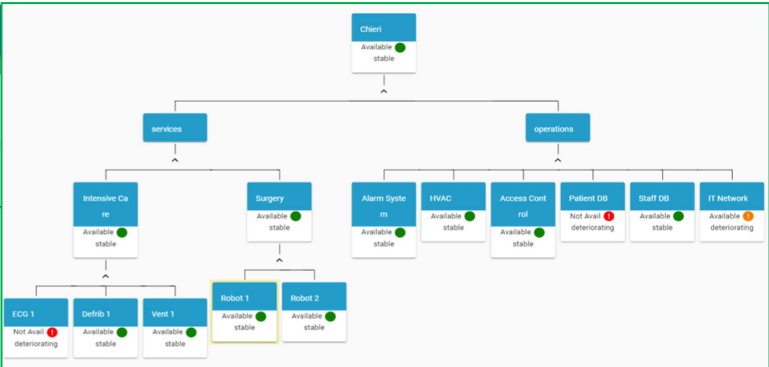 Chieri
Available
stable
services
operations
Intensive Ca
re
Available
stable
Surgery
Available
stable
Alarm Syste
m
Available
stable
HVAC
Available
stable
Access Cont
rol
Available
stable
Patient DB
Not Avail
deteriorating
Staff DB
Available
stable
IT Network
Available
deteriorating
ECG 1
Not Avail
deteriorating
Defrib 1
Available
stable
Vent 1
Available
stable
Robot 1
Available
stable
Robot 2
Available
stable